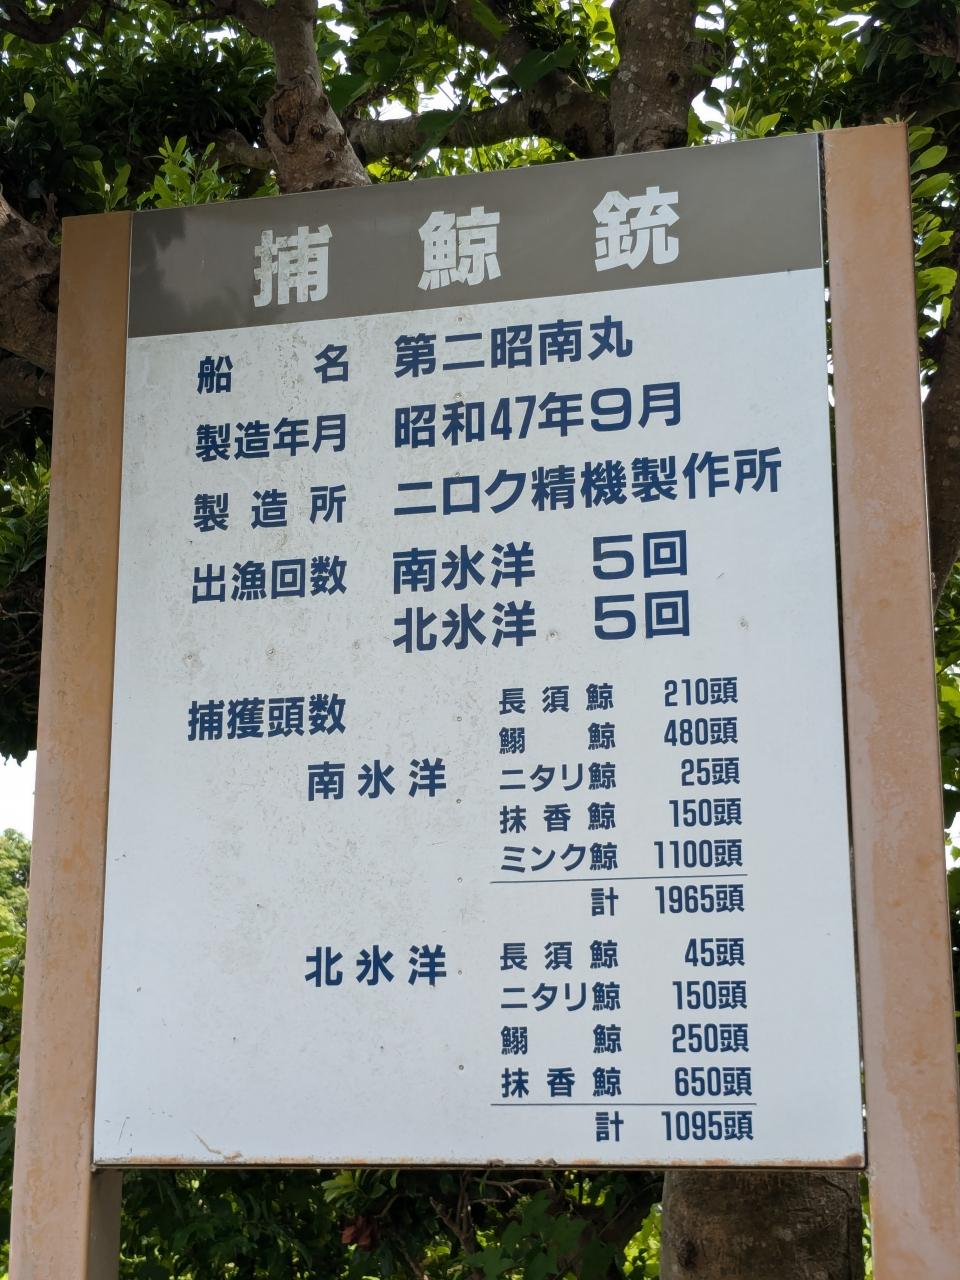 捕鯨銃
船名 第二昭南丸
製造年月 昭和47年9月
製造所 ニロク精機製作所
出漁回数 南氷洋 5回
北氷洋 5回
捕獲頭数
南氷洋
長須鯨 210頭
鰯鯨 480頭
ニタリ鯨 25頭
抹香鯨 150頭
ミンク鯨 1100頭
計 1965頭
北氷洋
長須鯨 45頭
ニタリ鯨 150頭
鰯鯨 250頭
抹香鯨 650頭
計 1095頭